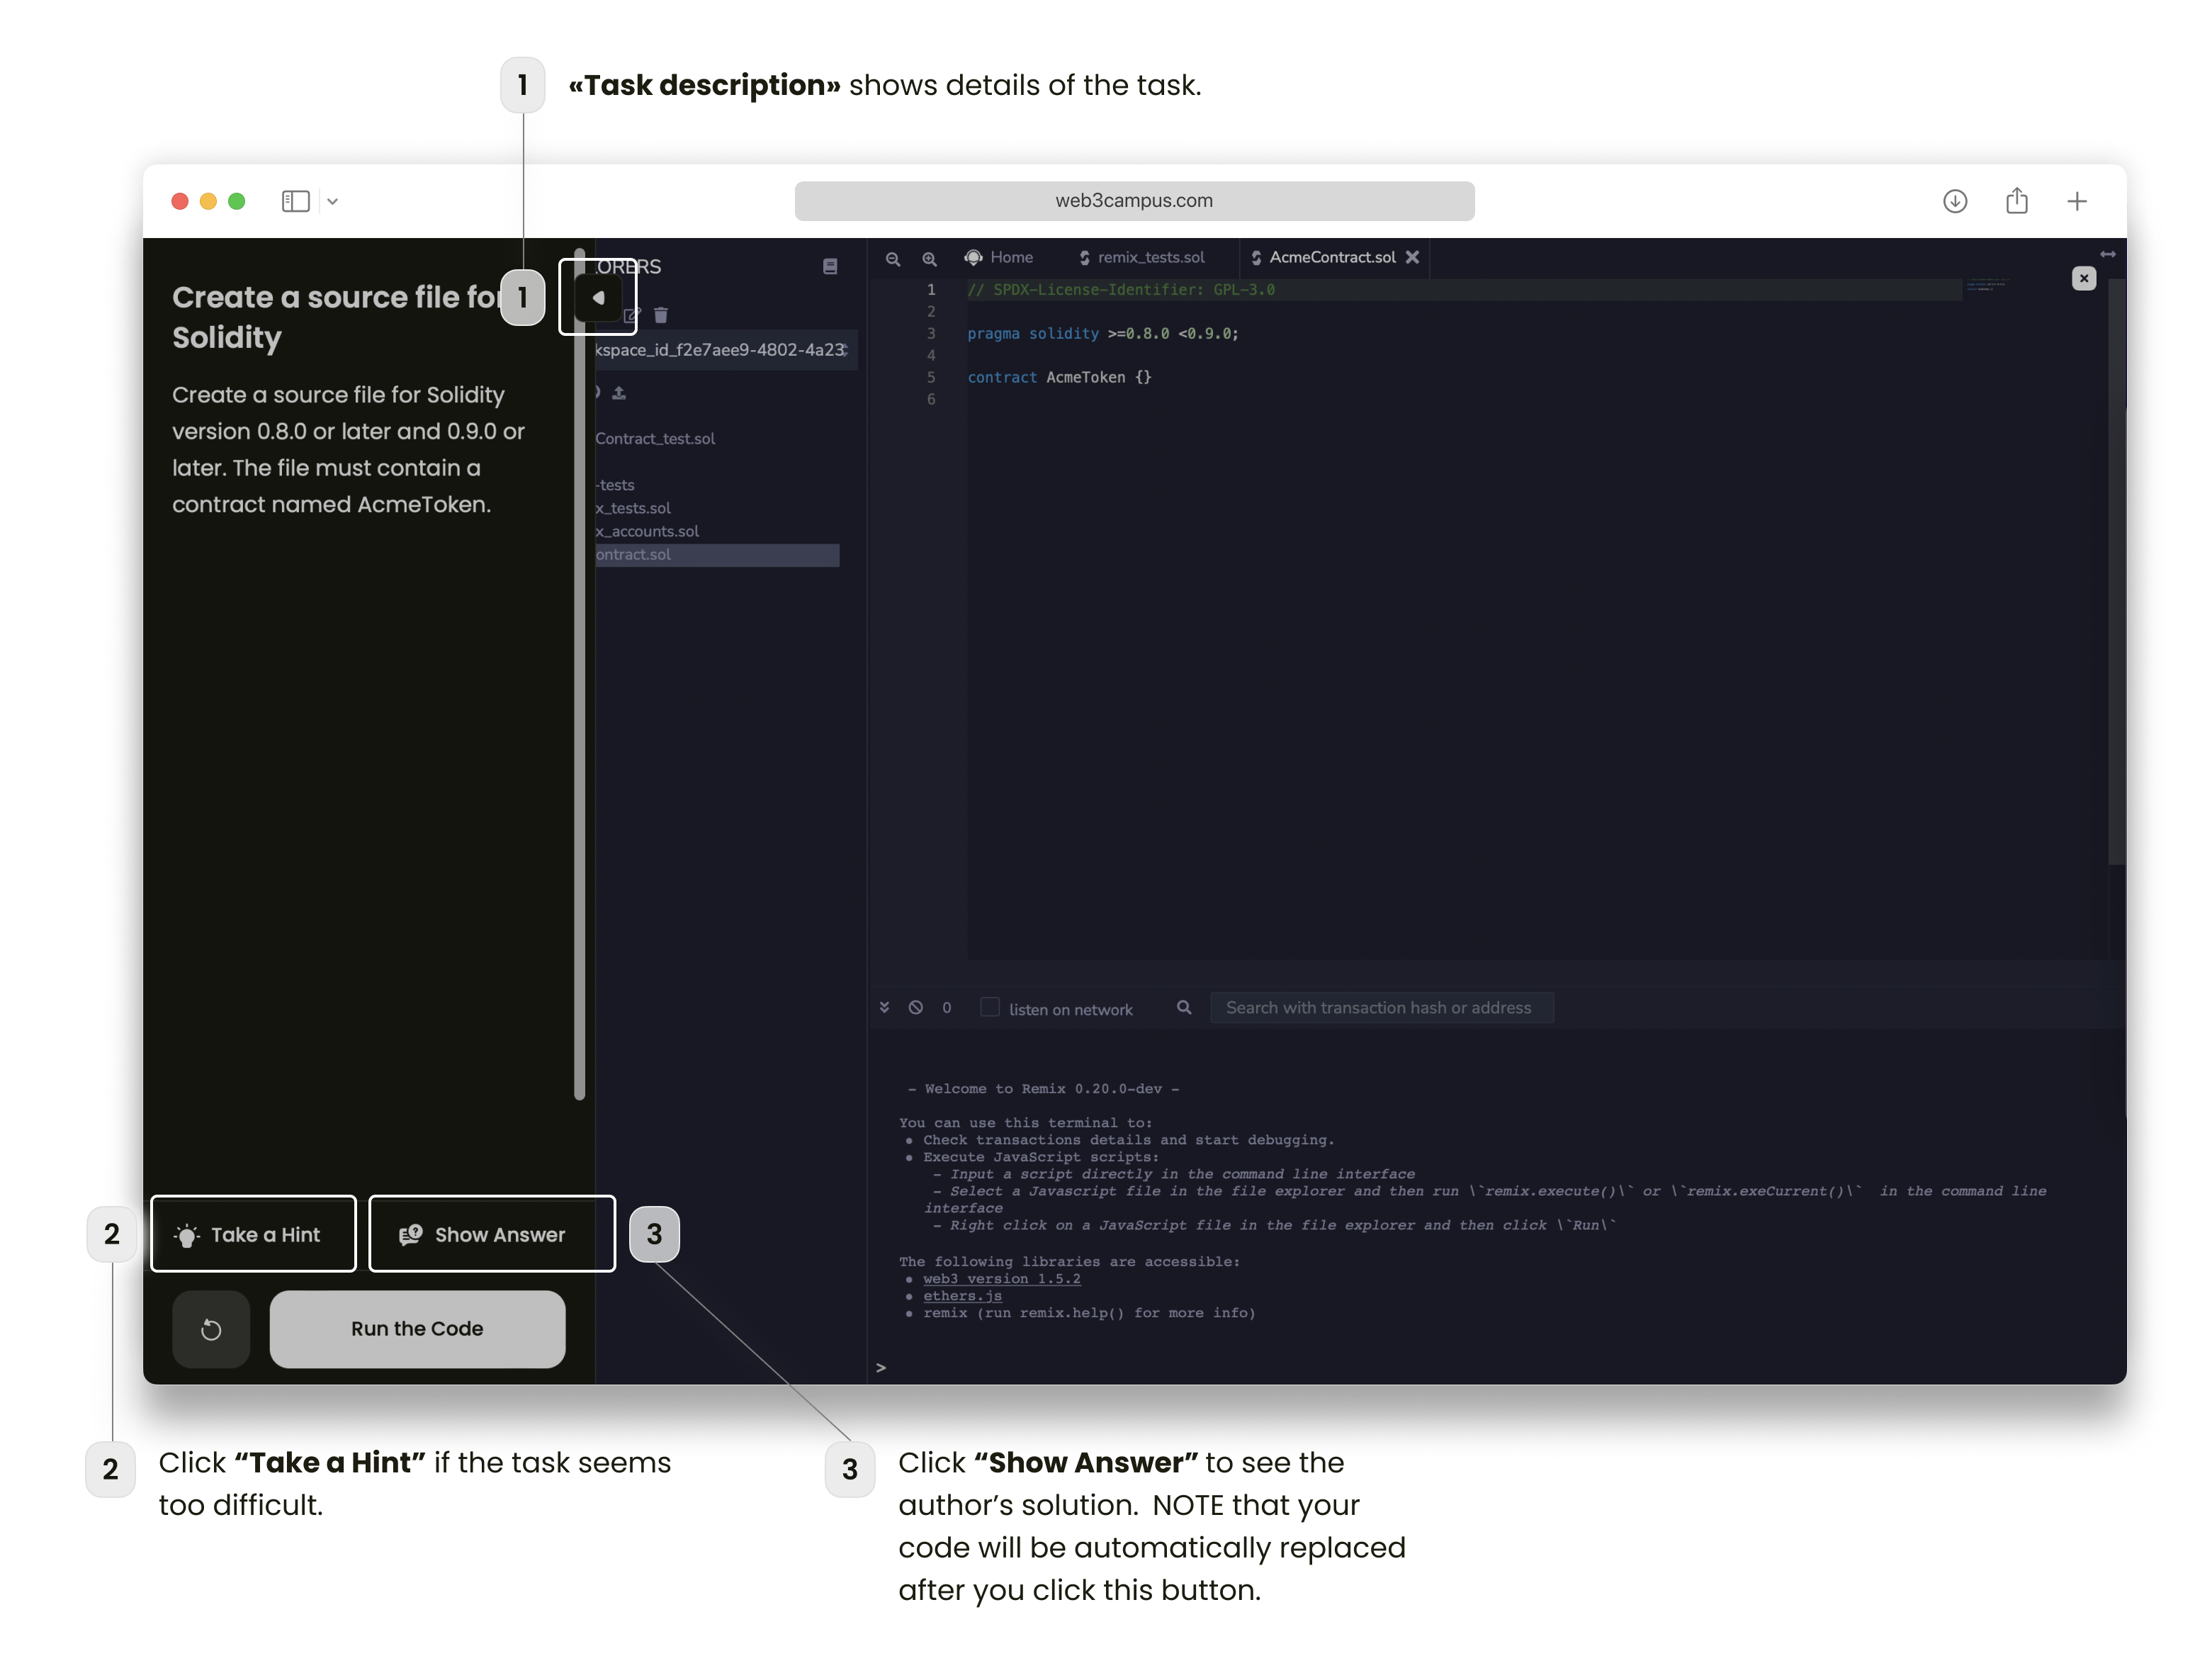 1 «Task description» shows details of the task.
web3campus.com
Create a source file for
Solidity
1
Create a source file for Solidity
version 0.8.0 or later and 0.9.0 or
later. The file must contain a
contract named AcmeToken.
ORERS
kspace_id_f2e7aee9-4802-4a23
Contract_test.sol
-tests
x_tests.sol
x_accounts.sol
ontract.sol
Home
remix_tests.sol
AcmeContract.sol
1 // SPDX-License-Identifier: GPL-3.0
2
3 pragma solidity >=0.8.0 <0.9.0;
4
5 contract AcmeToken {}
6
0 listen on network Search with transaction hash or address
- Welcome to Remix 0.20.0-dev -
You can use this terminal to:
• Check transactions details and start debugging.
• Execute JavaScript scripts:
- Input a script directly in the command line interface
- Select a Javascript file in the file explorer and then run \`remix.execute()\` or \`remix.exeCurrent()\` in the command line
interface
- Right click on a JavaScript file in the file explorer and then click \`Run\`
The following libraries are accessible:
• web3 version 1.5.2
• ethers.js
• remix (run remix.help() for more info)
>
2 Take a Hint Show Answer 3
Run the Code
2 Click “Take a Hint” if the task seems
too difficult.
3 Click “Show Answer” to see the
author’s solution. NOTE that your
code will be automatically replaced
after you click this button.